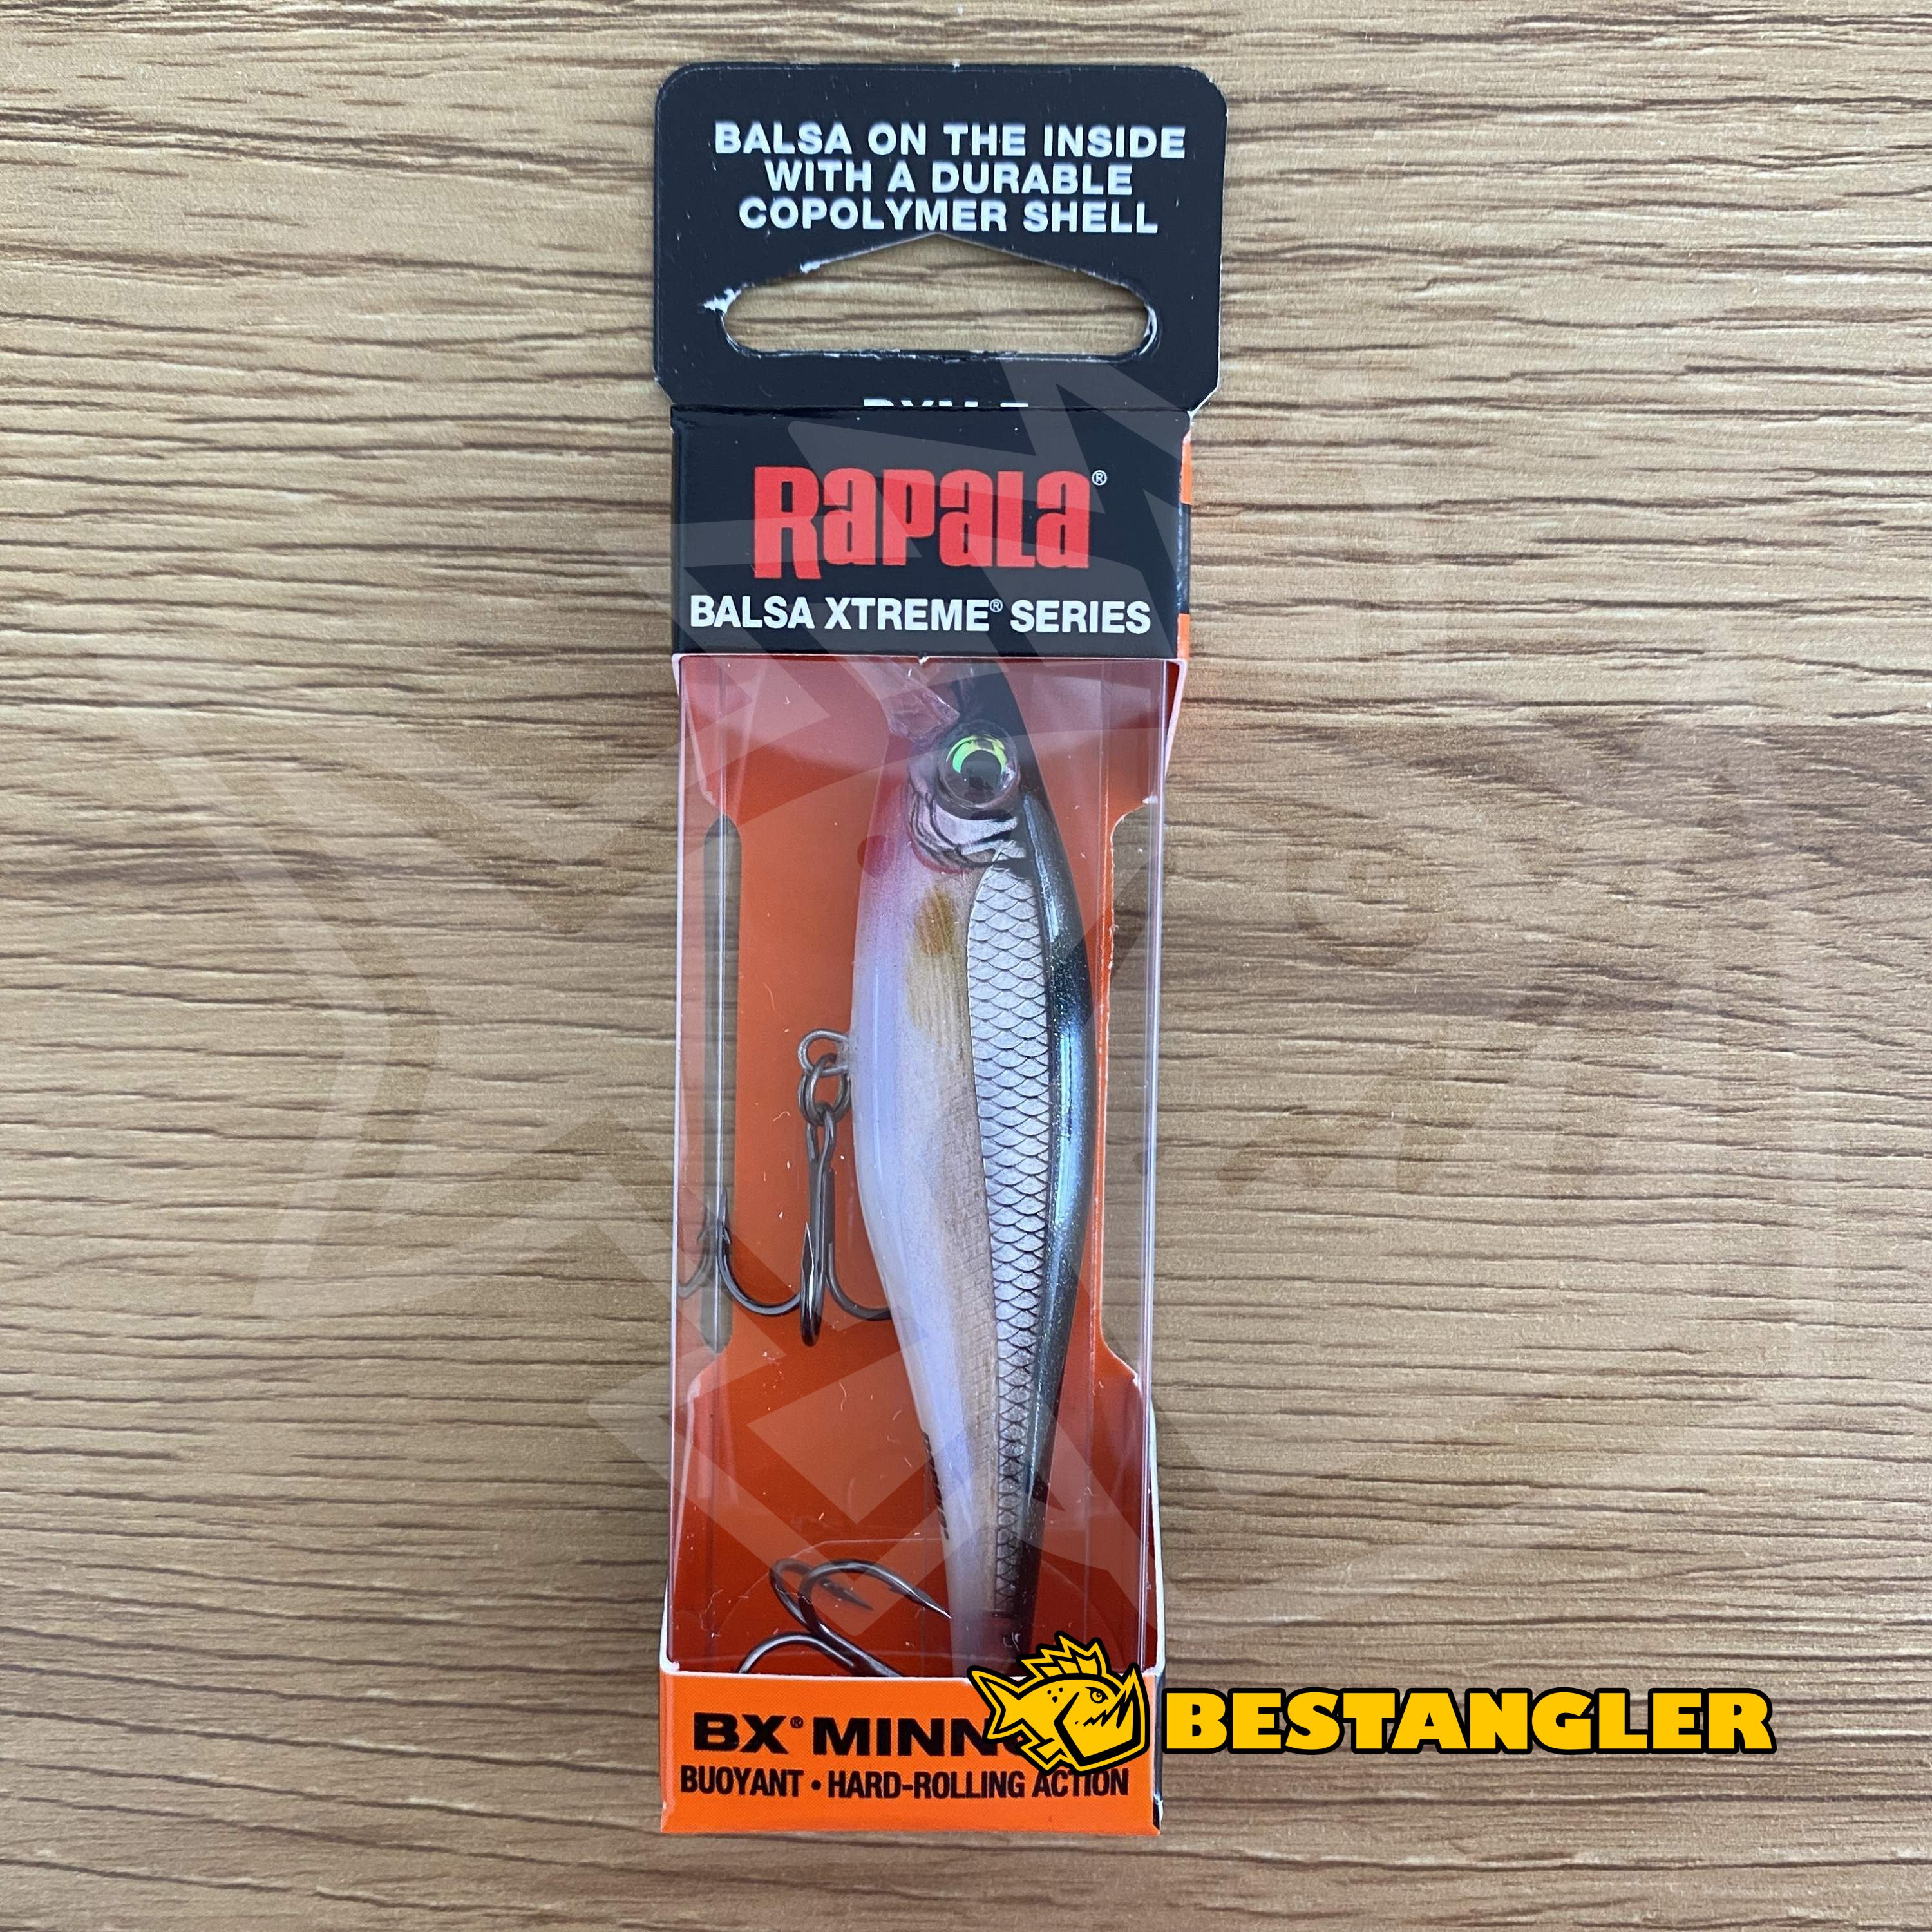 BALSA ON THE INSIDE
WITH A DURABLE
COPOLYMER SHELL
RAPALA®
BALSA XTREME® SERIES
BX® MINN
BUOYANT • HARD-ROLLING ACTION
BESTANGLER